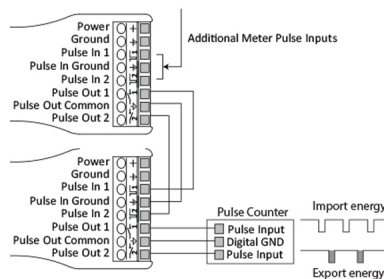 Power
Ground
Pulse In 1
Pulse In Ground
Pulse In 2
Pulse Out 1
Pulse Out Common
Pulse Out 2
Additional Meter Pulse Inputs
Power
Ground
Pulse In 1
Pulse In Ground
Pulse In 2
Pulse Out 1
Pulse Out Common
Pulse Out 2
Pulse Counter
Pulse Input
Digital GND
Pulse Input
Import energy
Export energy